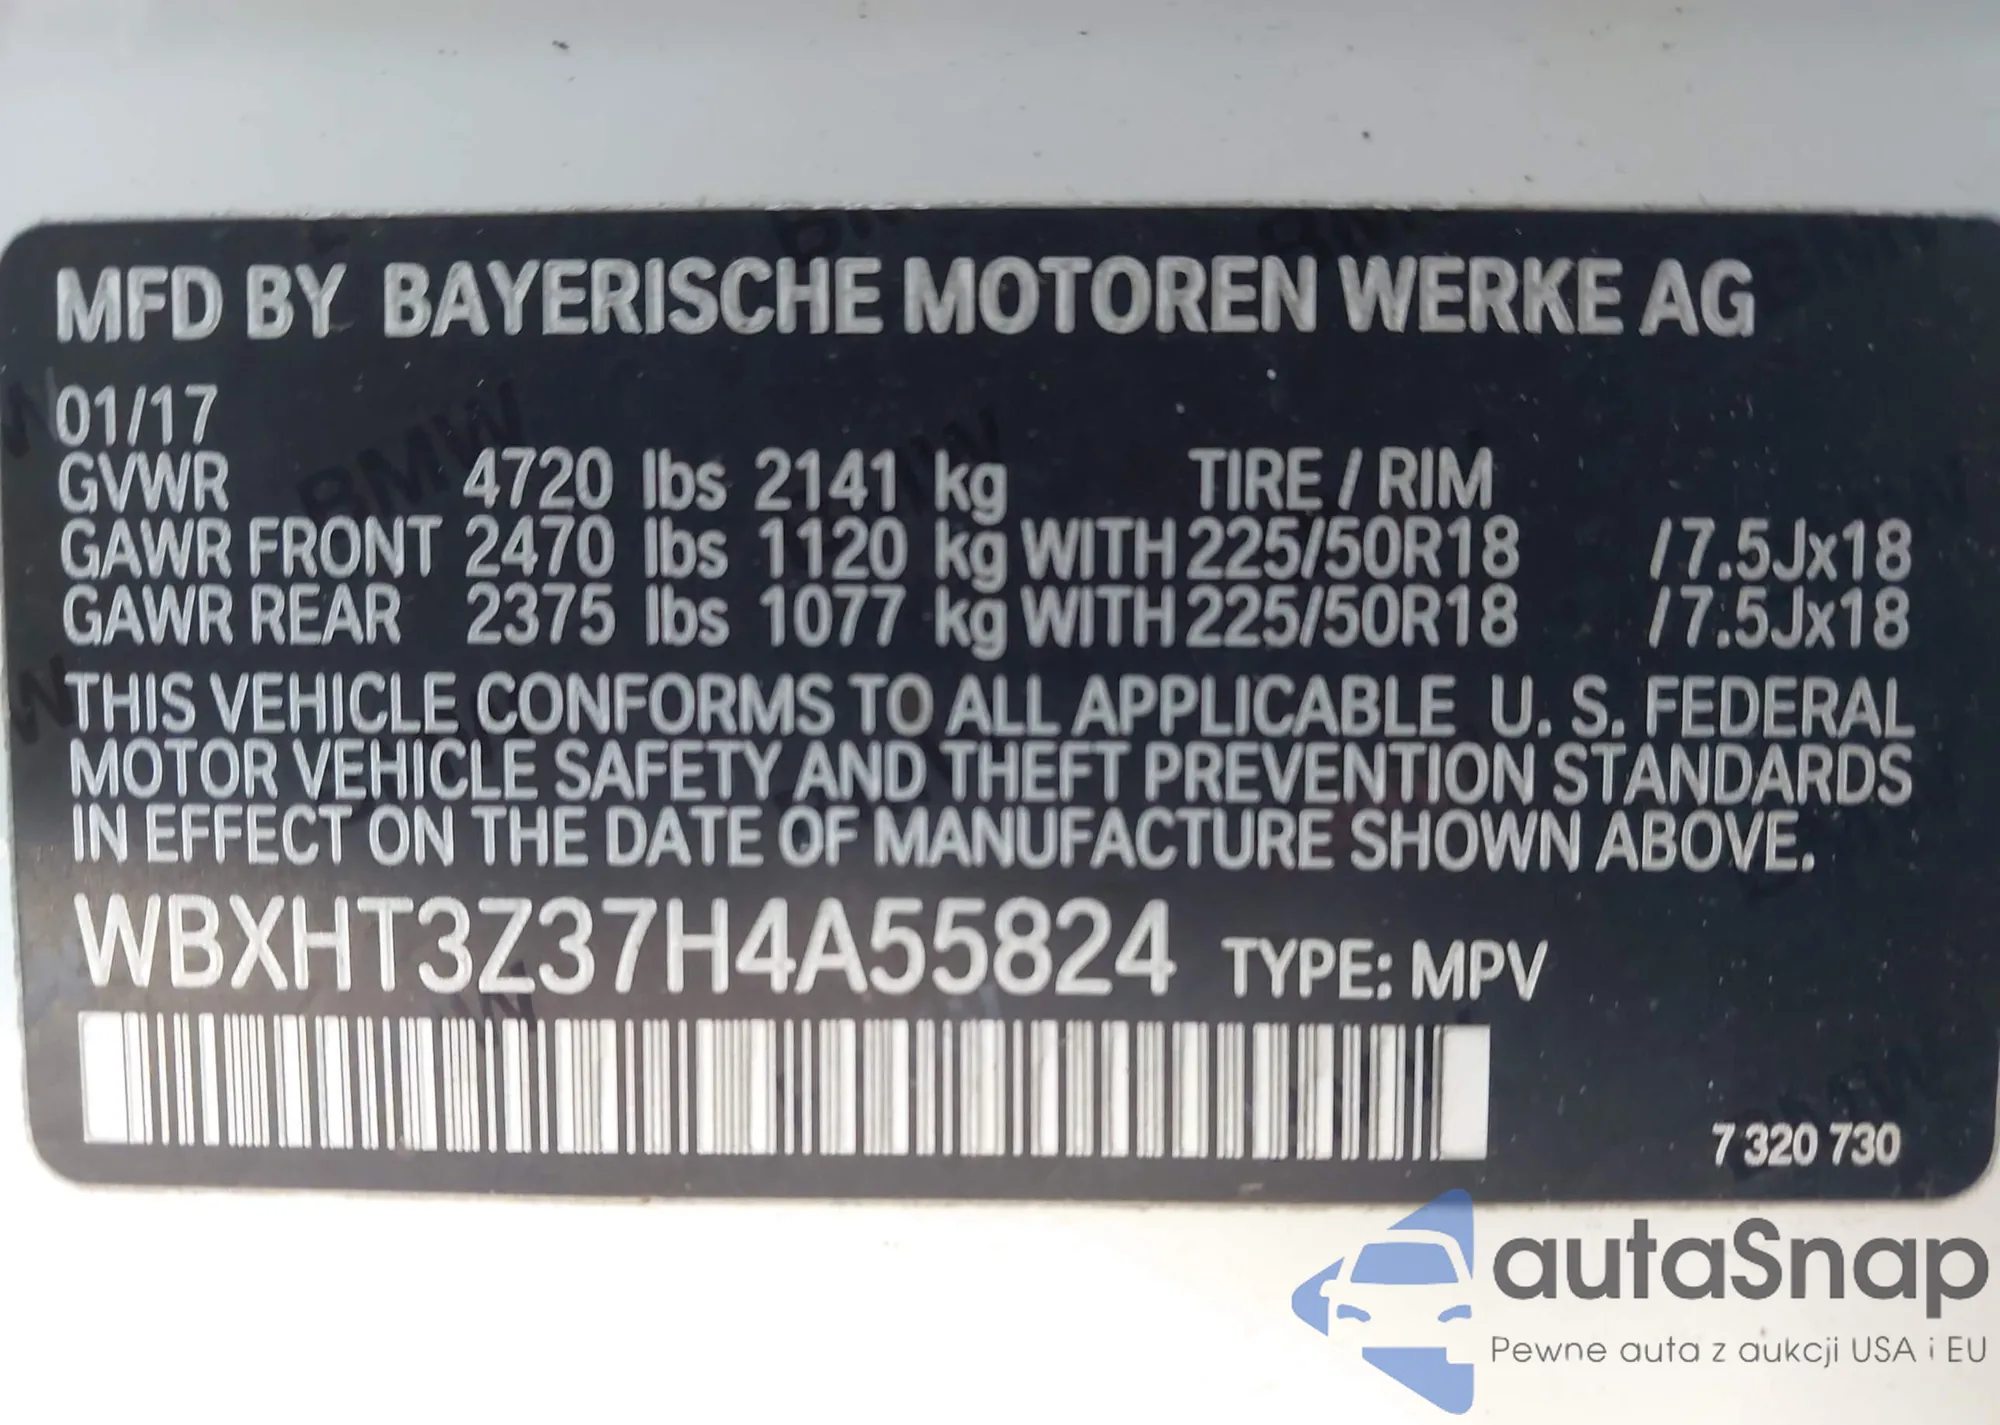 MFD BY BAYERISCHE MOTOREN WERKE AG
01/17
GVWR 4720 lbs 2141 kg TIRE / RIM
GAWR FRONT 2470 lbs 1120 kg WITH 225/50R18 /7.5Jx18
GAWR REAR 2375 lbs 1077 kg WITH 225/50R18 /7.5Jx18
THIS VEHICLE CONFORMS TO ALL APPLICABLE U. S. FEDERAL
MOTOR VEHICLE SAFETY AND THEFT PREVENTION STANDARDS
IN EFFECT ON THE DATE OF MANUFACTURE SHOWN ABOVE.
WBXHT3Z37H4A55824 TYPE: MPV
7 320 730
autaSnap
Pewne auta z aukcji USA i EU